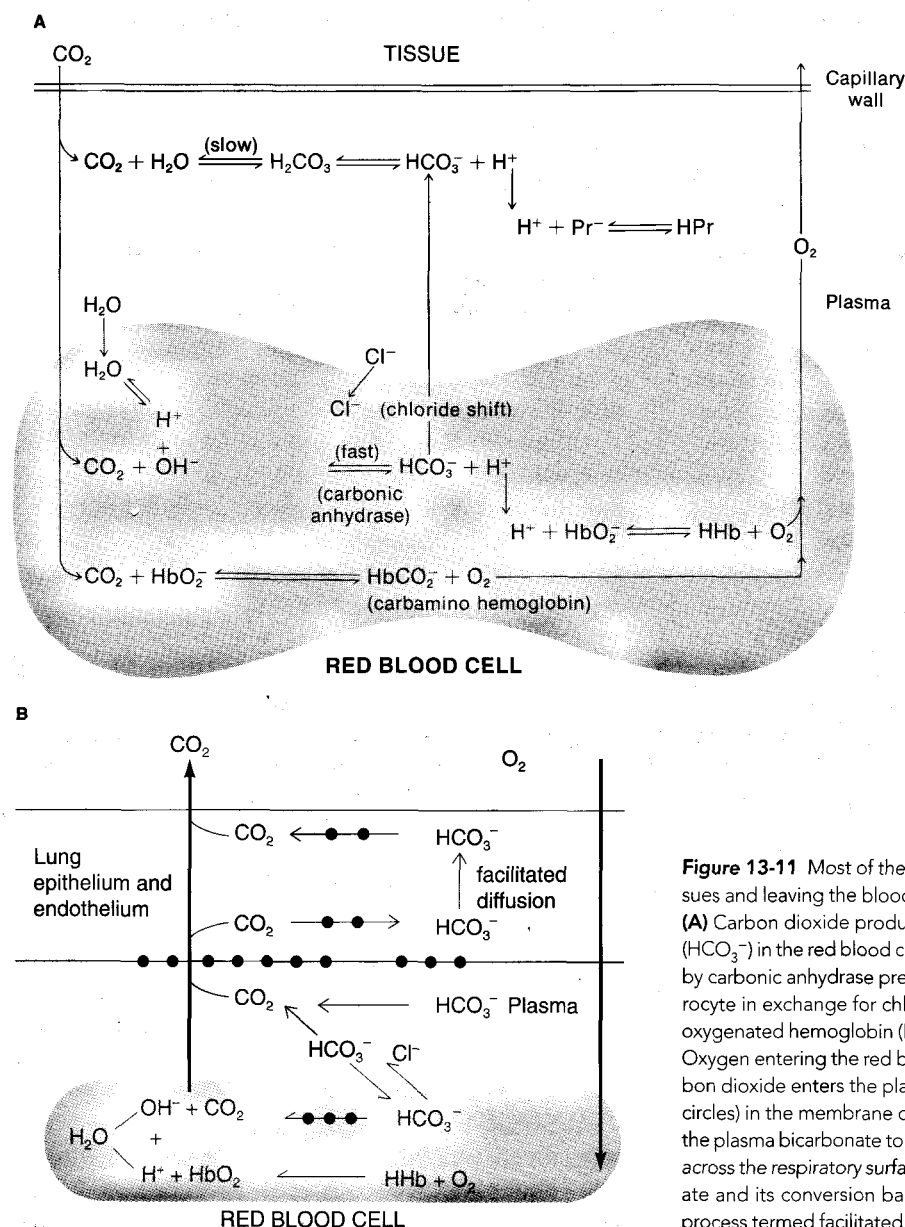 A
CO₂ TISSUE
Capillary
wall
CO₂ + H₂O (slow) H₂CO₃ HCO₃⁻ + H⁺
H⁺ + Pr⁻ HPr
O₂
H₂O
Plasma
H₂O
Cl⁻
H⁺
Cl⁻ (chloride shift)
+
(fast)
CO₂ + OH⁻ HCO₃⁻ + H⁺
(carbonic
anhydrase)
H⁺ + HbO₂⁻ HHb + O₂
CO₂ + HbO₂⁻ HbCO₂⁻ + O₂
(carbamino hemoglobin)
RED BLOOD CELL
B
CO₂ O₂
CO₂ HCO₃⁻
Lung
epithelium and
endothelium
facilitated
diffusion
CO₂ HCO₃⁻
CO₂ HCO₃⁻ Plasma
HCO₃⁻ Cl⁻
OH⁻ + CO₂ HCO₃⁻
H₂O +
H⁺ + HbO₂ HHb + O₂
RED BLOOD CELL
Figure 13-11 Most of the
sues and leaving the blood
(A) Carbon dioxide produ
(HCO₃⁻) in the red blood c
by carbonic anhydrase pre
rocyte in exchange for chl
oxygenated hemoglobin (
Oxygen entering the red b
bon dioxide enters the pla
circles) in the membrane o
the plasma bicarbonate to
across the respiratory surfa
ate and its conversion ba
process termed facilitated